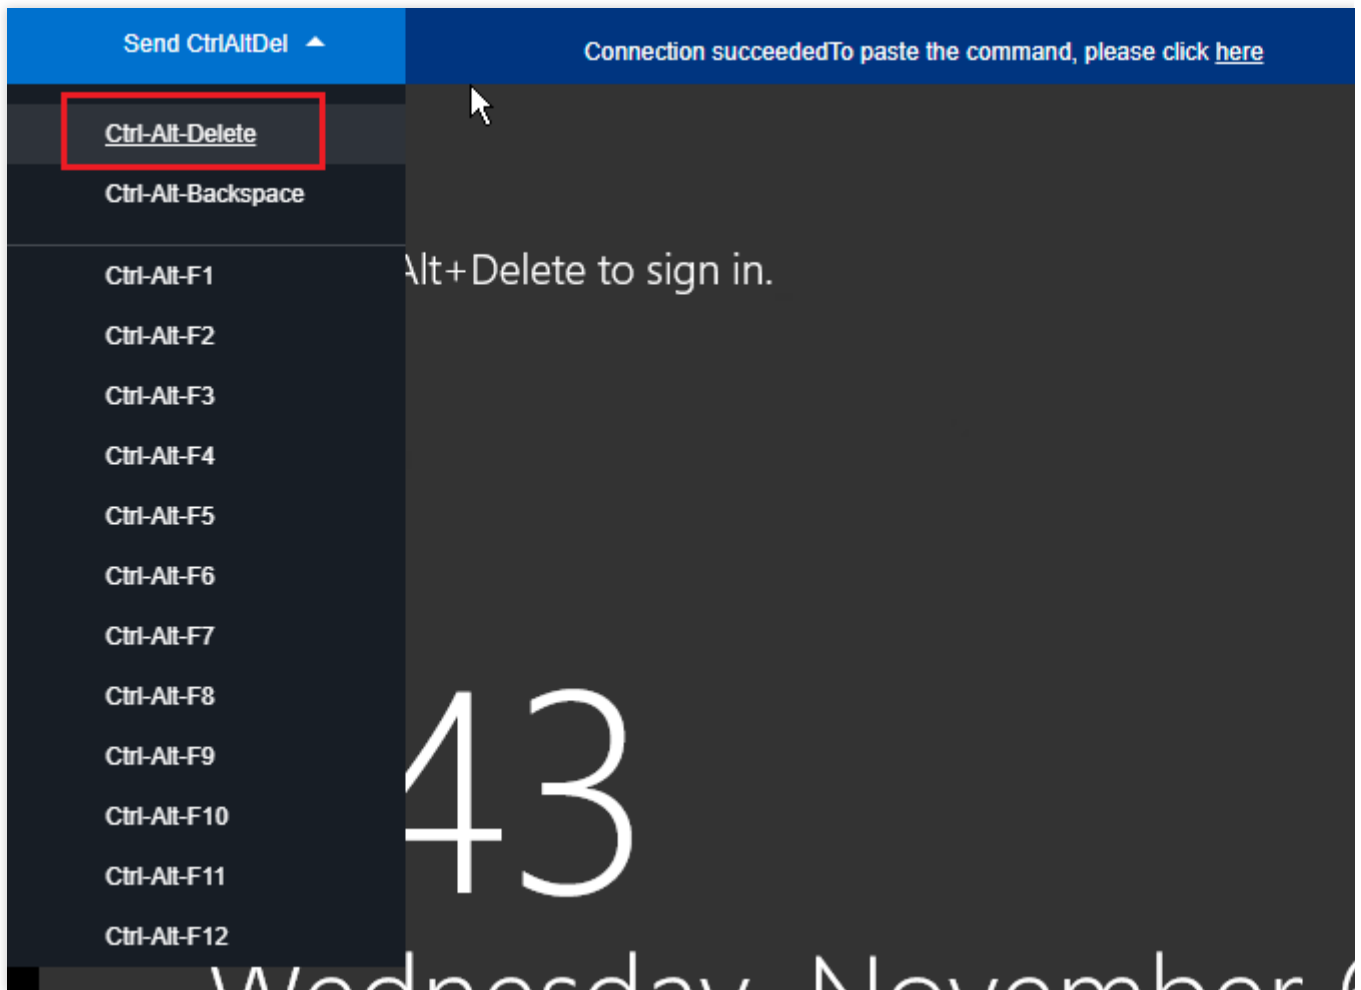 Send CtrlAltDel
Connection succeededTo paste the command, please click here
Ctrl-Alt-Delete
Ctrl-Alt-Backspace
Ctrl-Alt-F1
Alt+Delete to sign in.
Ctrl-Alt-F2
Ctrl-Alt-F3
Ctrl-Alt-F4
Ctrl-Alt-F5
Ctrl-Alt-F6
Ctrl-Alt-F7
Ctrl-Alt-F8
Ctrl-Alt-F9
Ctrl-Alt-F10
Ctrl-Alt-F11
Ctrl-Alt-F12
43
Wednesday, November